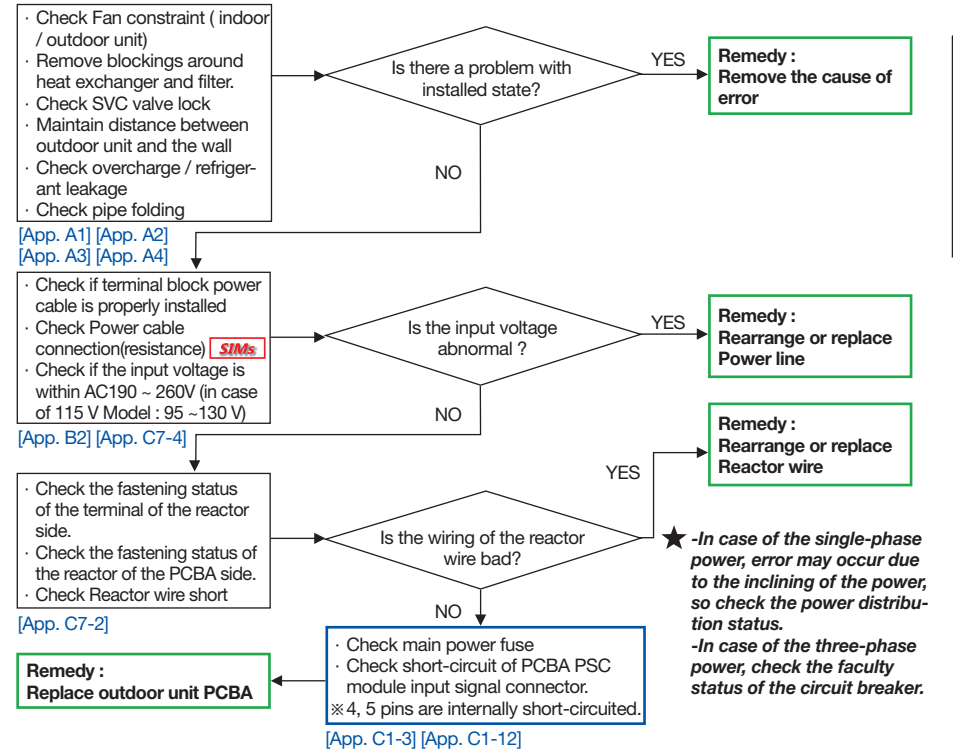 · Check Fan constraint ( indoor
/ outdoor unit)
· Remove blockings around
heat exchanger and filter.
· Check SVC valve lock
· Maintain distance between
outdoor unit and the wall
· Check overcharge / refriger-
ant leakage
· Check pipe folding
[App. A1] [App. A2]
[App. A3] [App. A4]
Is there a problem with
installed state?
YES
Remedy :
Remove the cause of
error
NO
· Check if terminal block power
cable is properly installed
· Check Power cable
connection(resistance) SIMs
· Check if the input voltage is
within AC190 ~ 260V (in case
of 115 V Model : 95 ~130 V)
[App. B2] [App. C7-4]
Is the input voltage
abnormal ?
YES
Remedy :
Rearrange or replace
Power line
NO
· Check the fastening status
of the terminal of the reactor
side.
· Check the fastening status of
the reactor of the PCBA side.
· Check Reactor wire short
[App. C7-2]
Is the wiring of the reactor
wire bad?
YES
Remedy :
Rearrange or replace
Reactor wire
★ -In case of the single-phase
power, error may occur due
to the inclining of the power,
so check the power distribu-
tion status.
-In case of the three-phase
power, check the faculty
status of the circuit breaker.
NO
· Check main power fuse
· Check short-circuit of PCBA PSC
module input signal connector.
※4, 5 pins are internally short-circuited.
[App. C1-3] [App. C1-12]
Remedy :
Replace outdoor unit PCBA